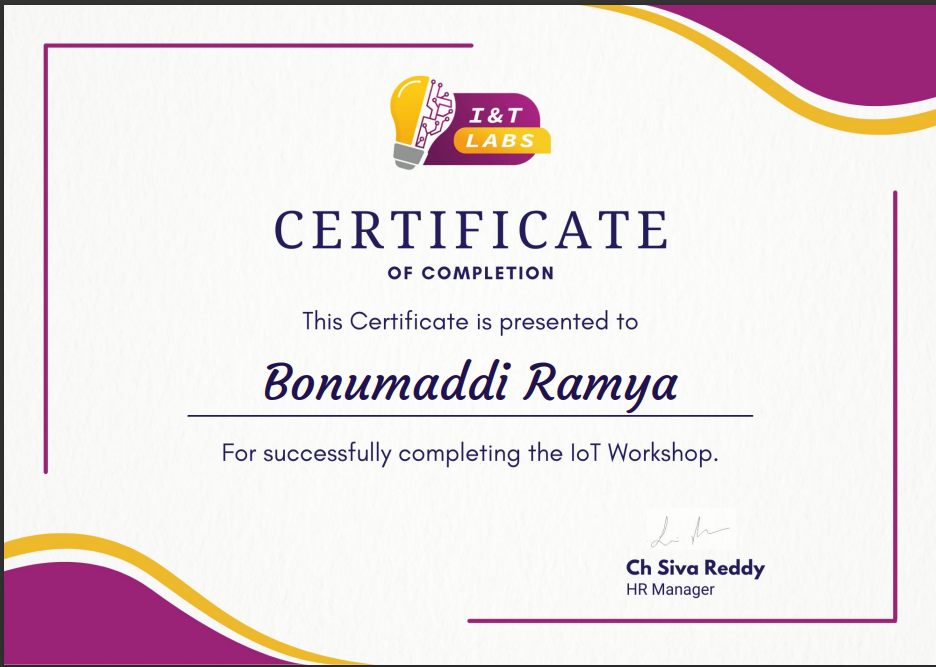 I&T
LABS
CERTIFICATE
OF COMPLETION
This Certificate is presented to
Bonumaddi Ramya
For successfully completing the IoT Workshop.
Ch Siva Reddy
HR Manager